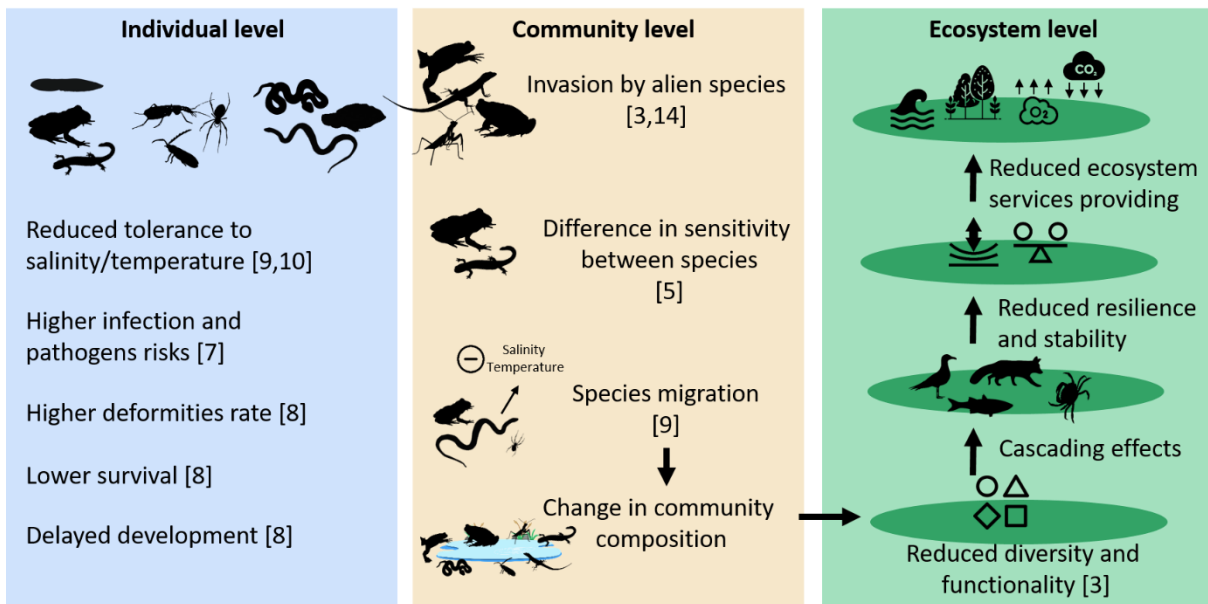 Individual level
Reduced tolerance to
salinity/temperature [9,10]
Higher infection and
pathogens risks [7]
Higher deformities rate [8]
Lower survival [8]
Delayed development [8]
Community level
Invasion by alien species
[3,14]
Difference in sensitivity
between species
[5]
Salinity
Temperature
Species migration
[9]
Change in community
composition
Ecosystem level
CO₂
O₂
Reduced ecosystem
services providing
Reduced resilience
and stability
Cascading effects
Reduced diversity and
functionality [3]